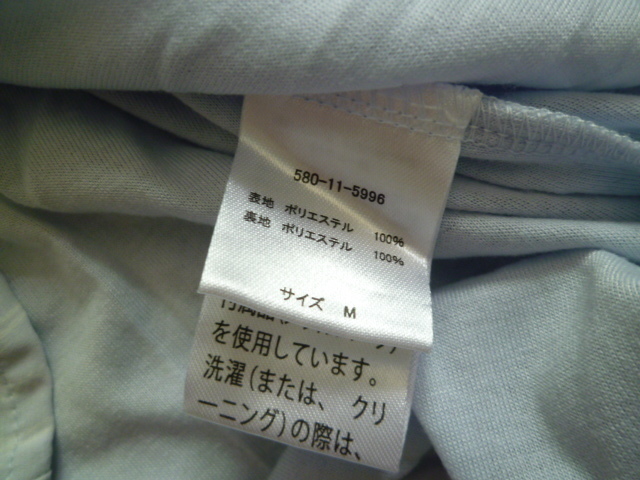 580-11-5996
表地 ポリエステル 100%
裏地 ポリエステル 100%
サイズ M
を使用しています。
洗濯(または、 クリ
ーニング)の際は、